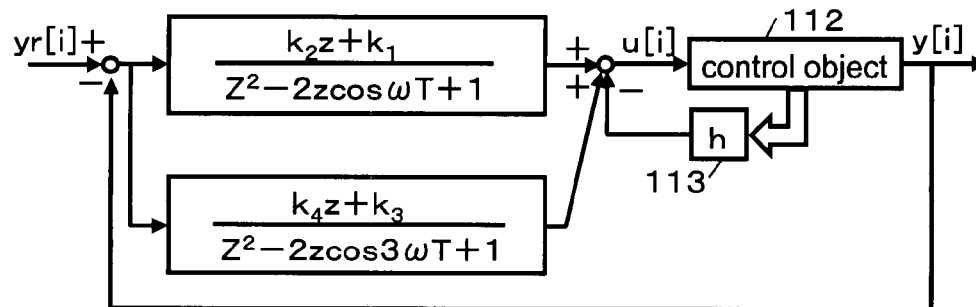 112
yr[i]
+
−
k₂z+k₁
Z²−2zcosωT+1
+
+
−
u[i]
control object
y[i]
h
113
k₄z+k₃
Z²−2zcos3ωT+1